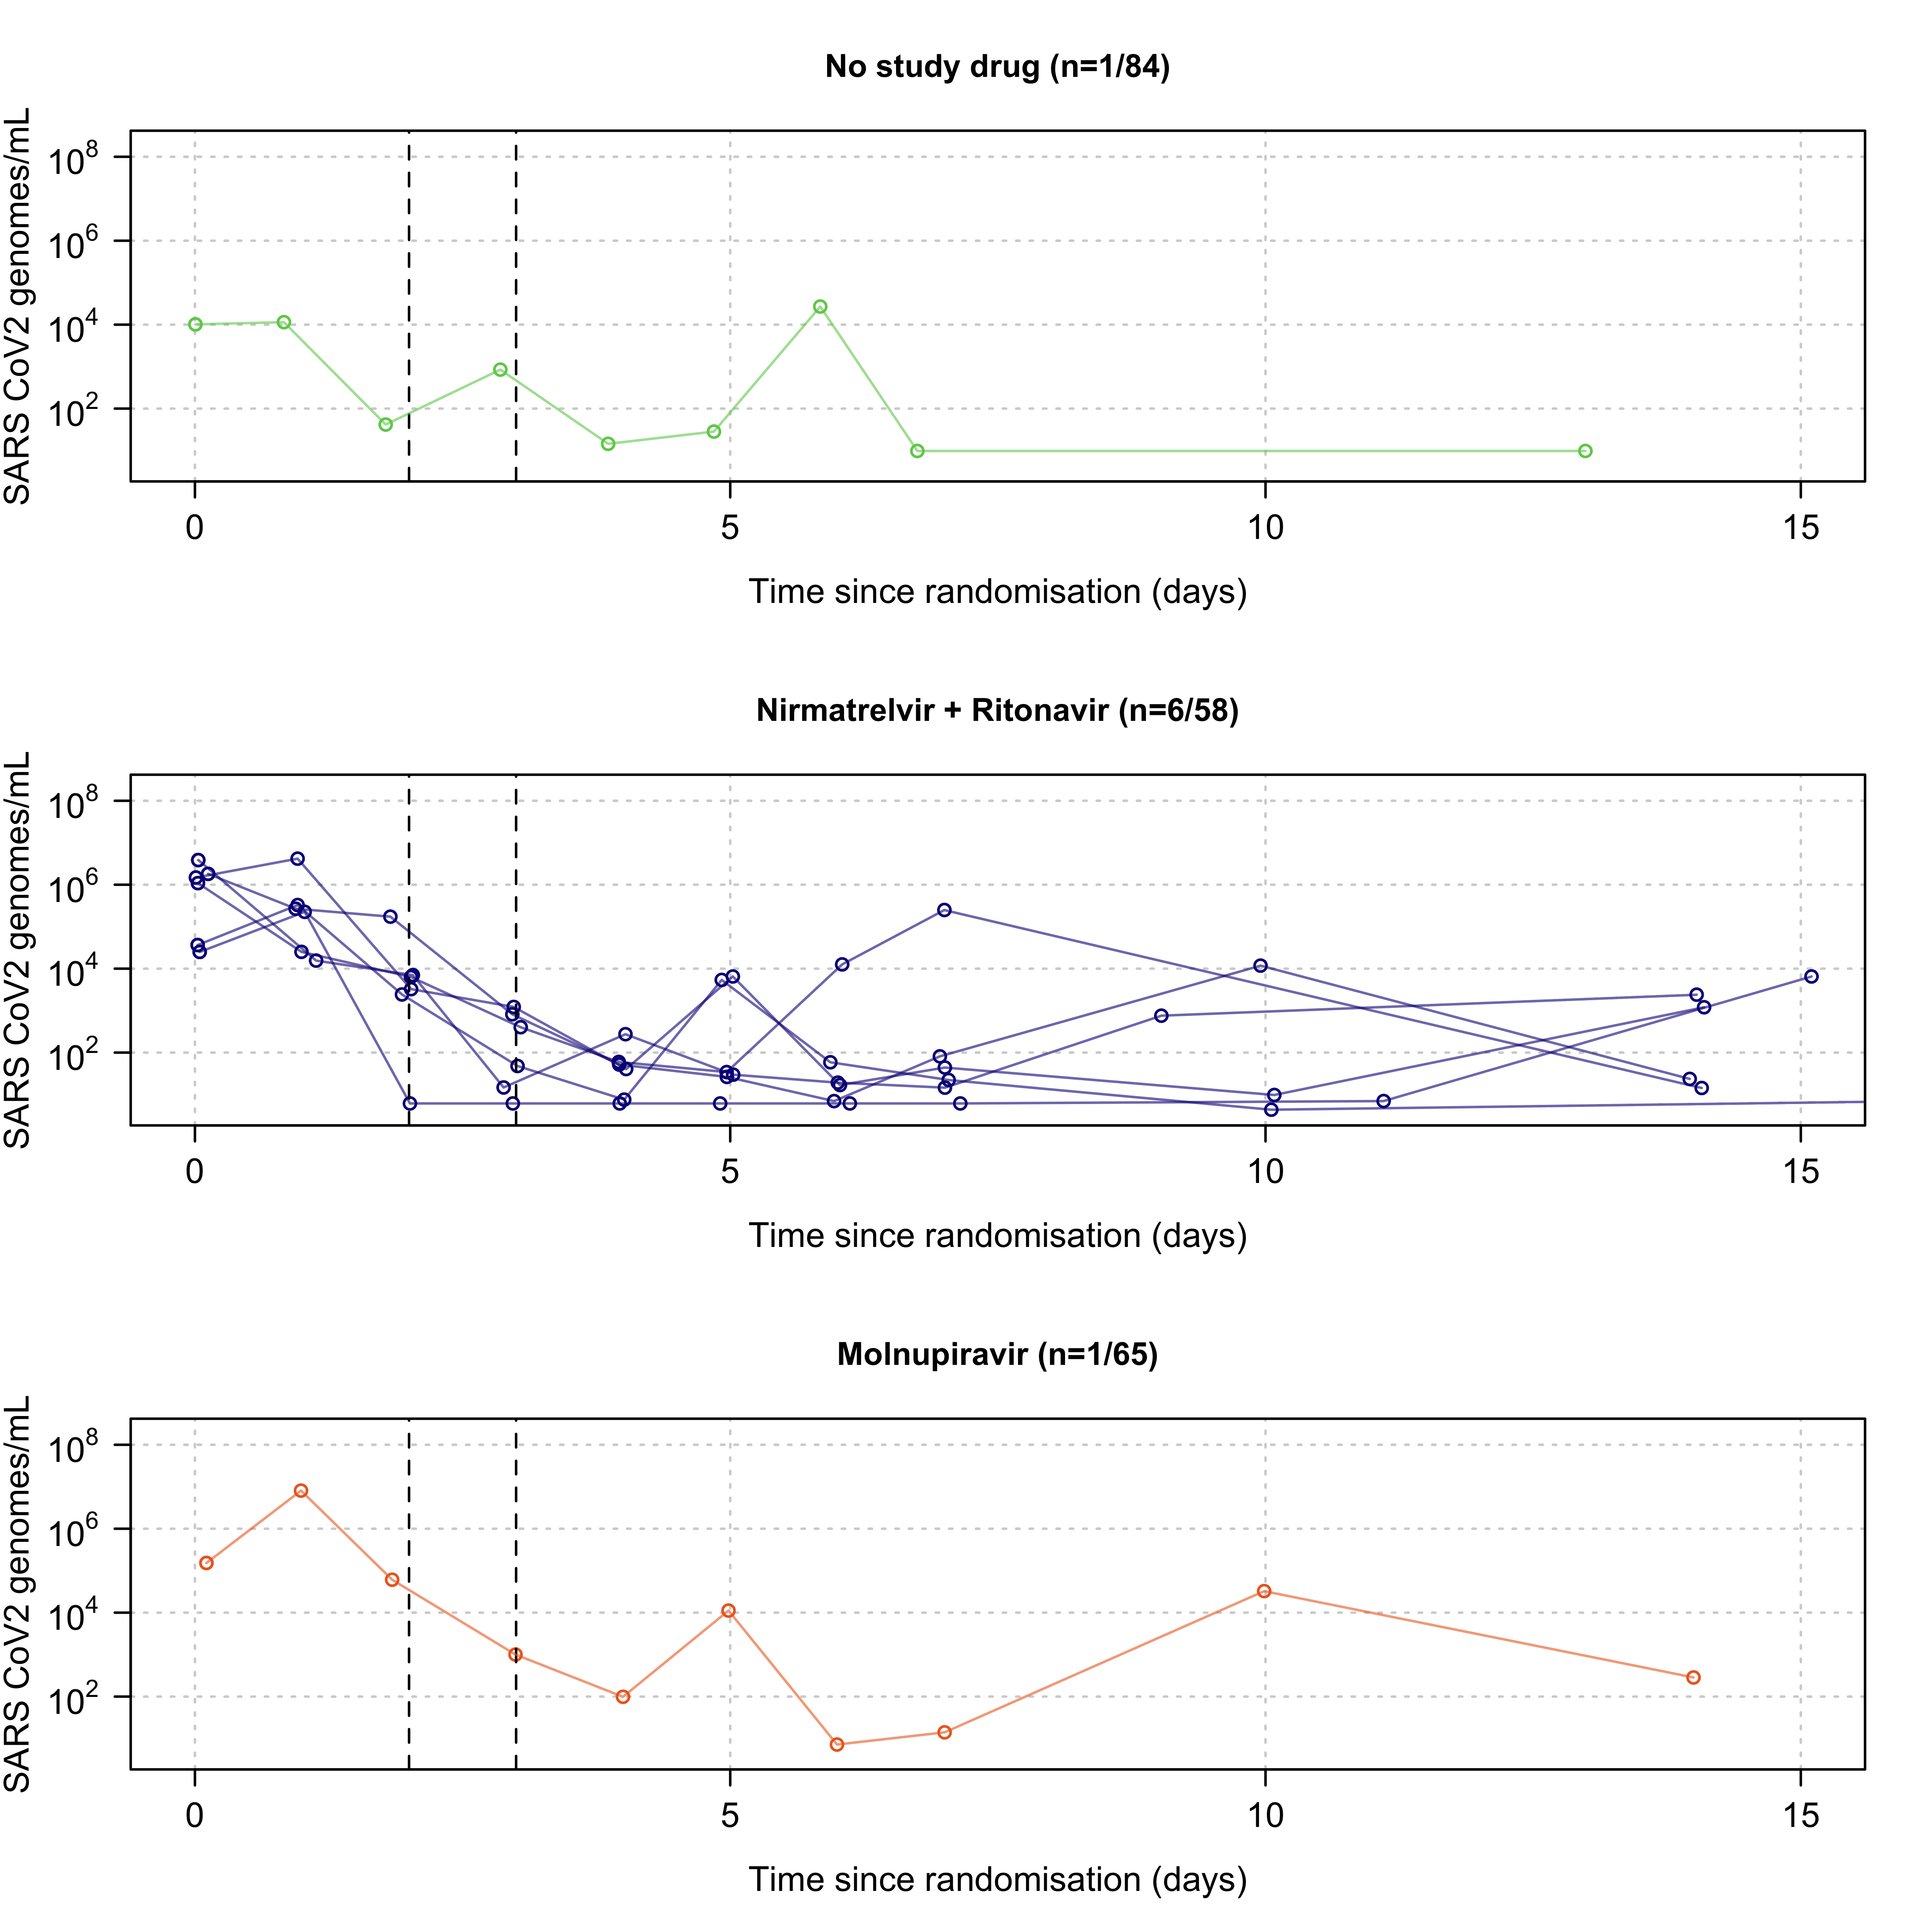 No study drug (n=1/84)
SARS CoV2 genomes/mL
10^8
10^6
10^4
10^2
0 5 10 15
Time since randomisation (days)
Nirmatrelvir + Ritonavir (n=6/58)
SARS CoV2 genomes/mL
10^8
10^6
10^4
10^2
0 5 10 15
Time since randomisation (days)
Molnupiravir (n=1/65)
SARS CoV2 genomes/mL
10^8
10^6
10^4
10^2
0 5 10 15
Time since randomisation (days)